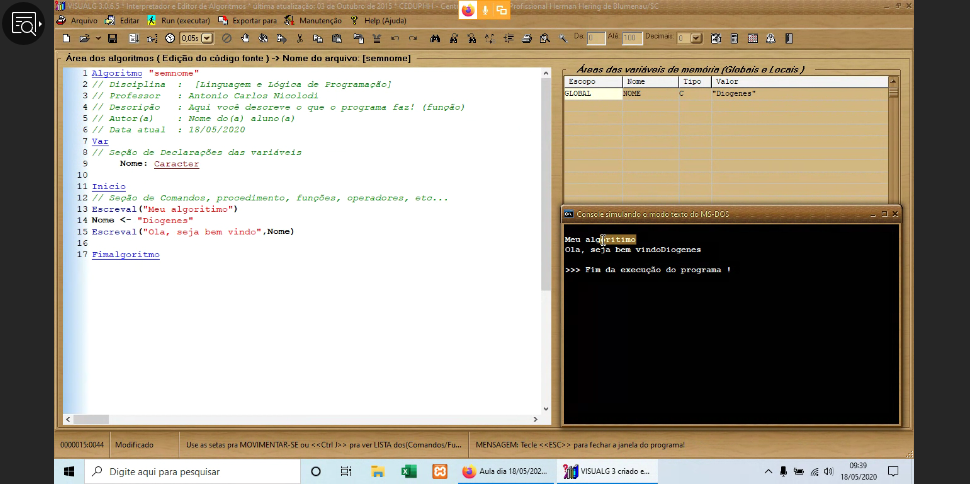 VISUALG 3.0.6.5 * Interpretador e Editor de Algoritmos * última atualização: 03 de Outubro de 2015 * CEDUPHH - Cen
Profissional Herman Hering de Blumenau/SC
Arquivo Editar Run (executar) Exportar para Manutenção Help (Ajuda)
0,05s De: 0 Até: 100 Decimais: 0
Área dos algoritmos ( Edição do código fonte ) -> Nome do arquivo: [semnome]
1 Algoritmo "semnome"
2 // Disciplina : [Linguagem e Lógica de Programação]
3 // Professor : Antonio Carlos Nicolodi
4 // Descrição : Aqui você descreve o que o programa faz! (função)
5 // Autor(a) : Nome do(a) aluno(a)
6 // Data atual : 18/05/2020
7 Var
8 // Seção de Declarações das variáveis
9 Nome: Caracter
10
11 Inicio
12 // Seção de Comandos, procedimento, funções, operadores, etc...
13 Escreval("Meu algoritimo")
14 Nome <- "Diogenes"
15 Escreval("Ola, seja bem vindo",Nome)
16
17 Fimalgoritmo
Áreas das variáveis de memória (Globais e Locais )
Escopo Nome Tipo Valor
GLOBAL NOME C "Diogenes"
Console simulando o modo texto do MS-DOS
Meu algoritimo
Ola, seja bem vindoDiogenes
>>> Fim da execução do programa !
0000015:0044 Modificado Use as setas pra MOVIMENTAR-SE ou <<Ctrl J>> pra ver LISTA dos(Comandos/Fu... MENSAGEM: Tecle <<ESC>> para fechar a janela do programa!
Digite aqui para pesquisar
Aula dia 18/05/202...
VISUALG 3 criado e...
09:39
18/05/2020